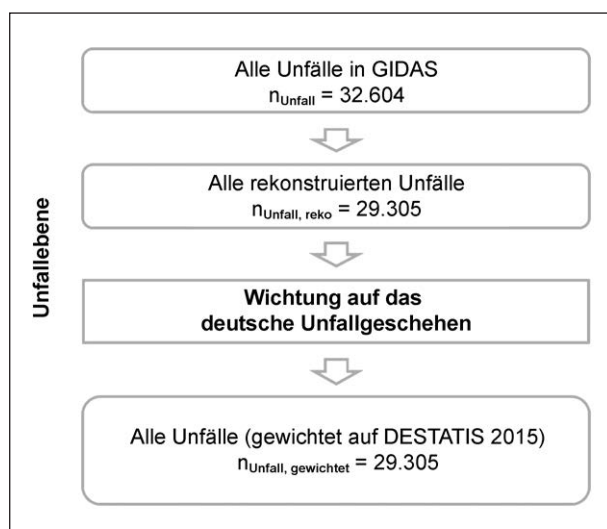 Unfallebene
Alle Unfälle in GIDAS
nUnfall = 32.604
Alle rekonstruierten Unfälle
nUnfall, reko = 29.305
Wichtung auf das
deutsche Unfallgeschehen
Alle Unfälle (gewichtet auf DESTATIS 2015)
nUnfall, gewichtet = 29.305